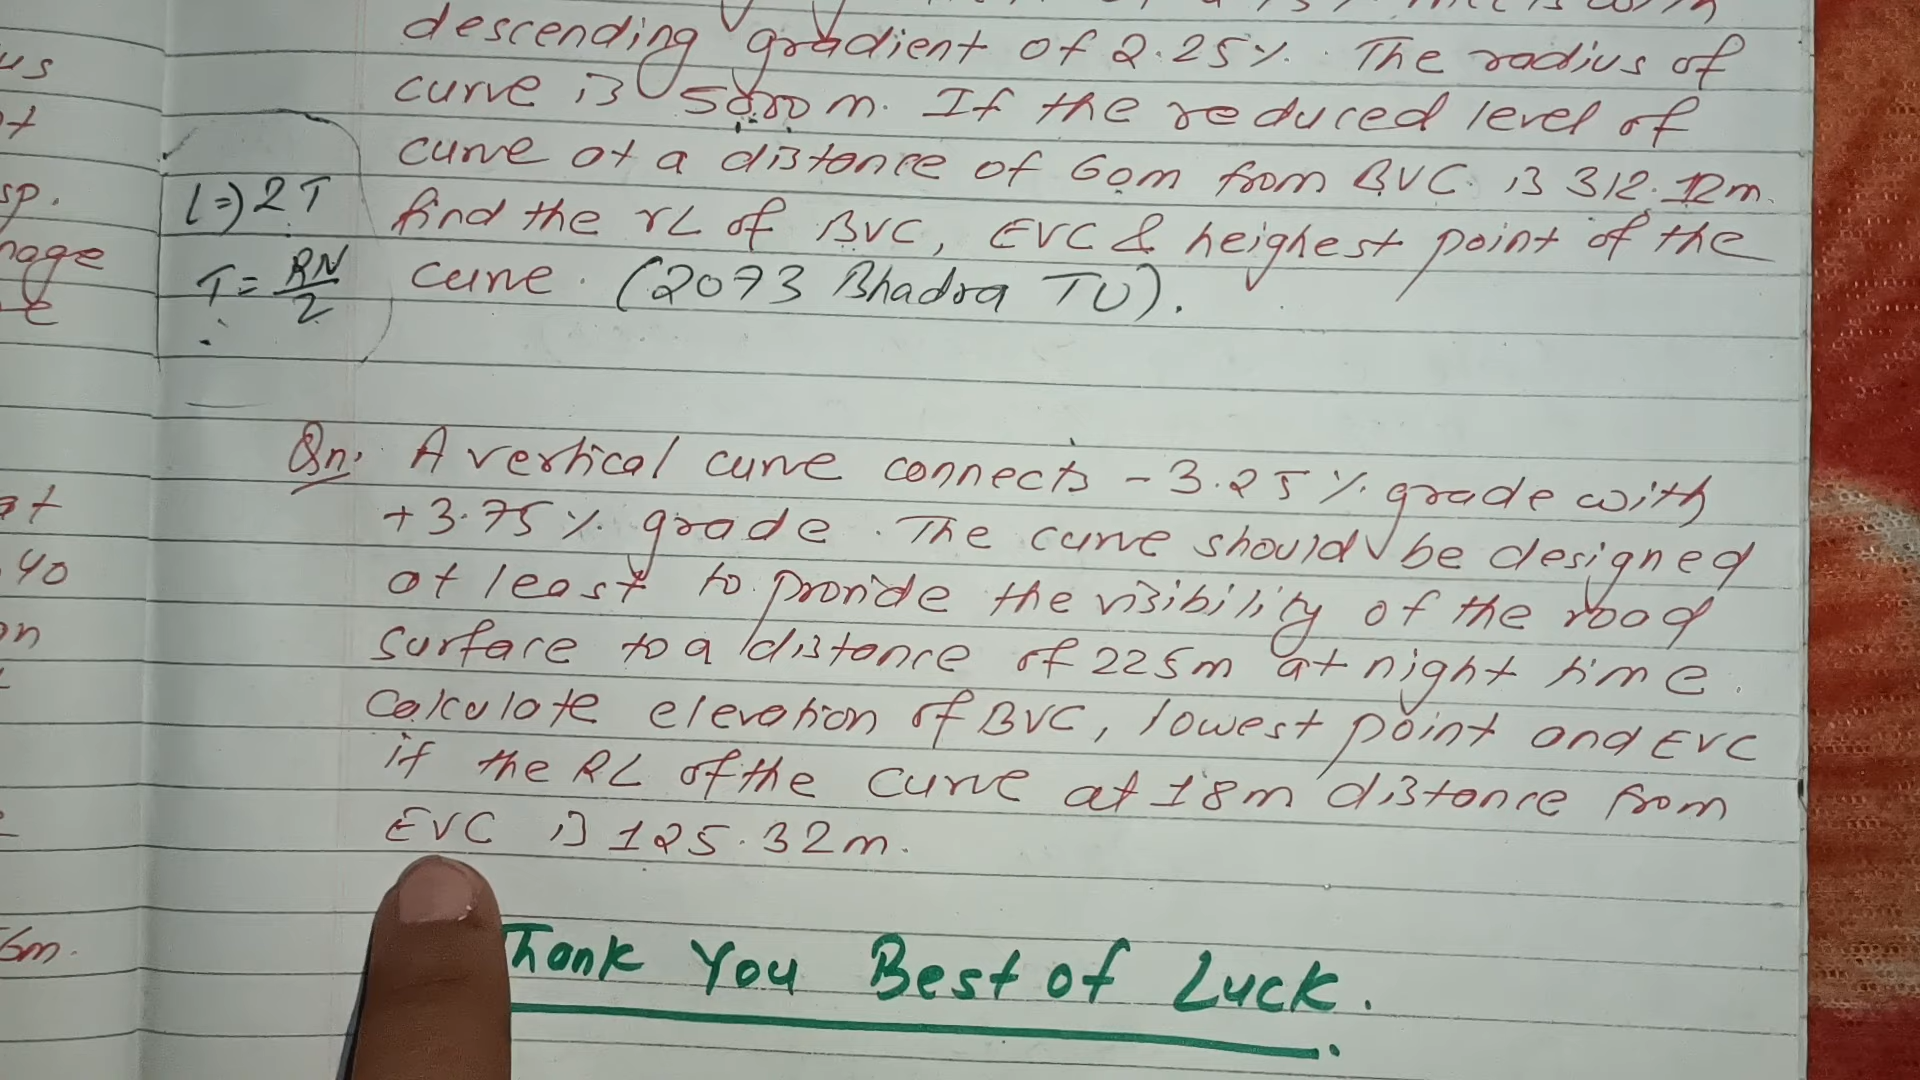 descending gradient of 2.25%. The radius of
curve is 5000 m. If the reduced level of
curve at a distance of 60m from BVC is 312.12m.
find the rL of BVC, EVC & heighest point of the
curve. (2073 Bhadra TU).
l=)2T
T=RN/2
Qn. A vertical curve connects -3.25% grade with
+3.75% grade. The curve should be designed
at least to provide the visibility of the road
surface to a distance of 225m at night time.
Calculate elevation of BVC, lowest point and EVC
if the RL of the curve at 18m distance from
EVC is 125.32m.
Thank You Best of Luck.
us
sp.
40